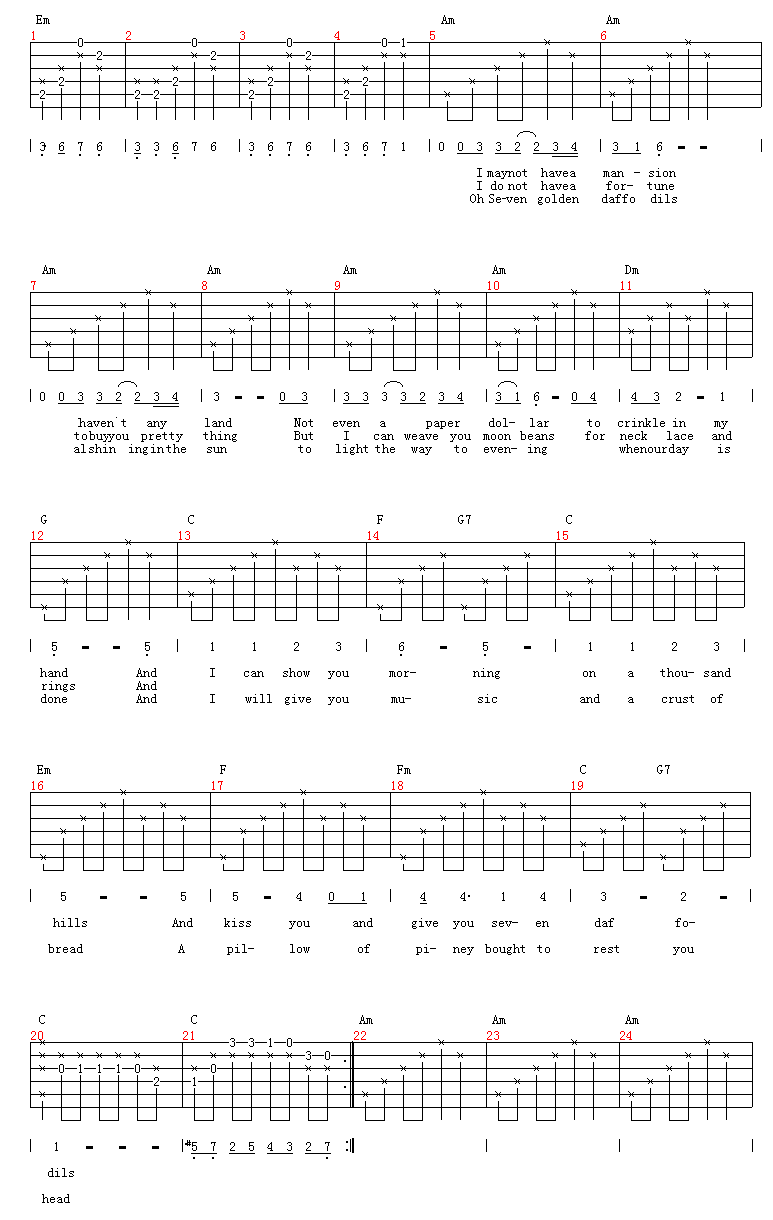 Em Am Am
1 2 3 4 5 6
0 2 0 2 0 2 0 1
2 2 2 2 2 2 2 2 2 2
3 6 7 6 3 3 6 7 6 3 6 7 6 3 6 7 1 0 0 3 3 2 2 3 4 3 1 6 - -
I maynot havea man - sion
I do not havea for- tune
Oh Se-ven golden daffo dils
Am Am Am Am Dm
7 8 9 10 11
0 0 3 3 2 2 3 4 3 - - 0 3 3 3 3 3 2 3 4 3 1 6 - 0 4 4 3 2 - 1
haven't any land Not even a paper dol- lar to crinkle in my
tobuyyou pretty thing But I can weave you moon beans for neck lace and
alshin inginthe sun to light the way to even- ing whenourday is
G C F G7 C
12 13 14 15
5 - - 5 1 1 2 3 6 - 5 - 1 1 2 3
hand And I can show you mor- ning on a thou- sand
rings And
done And I will give you mu- sic and a crust of
Em F Fm C G7
16 17 18 19
5 - - 5 5 - 4 0 1 4 4· 1 4 3 - 2 -
hills And kiss you and give you sev- en daf fo-
bread A pil- low of pi- ney bought to rest you
C C Am Am Am
20 21 22 23 24
3 3 1 0
3 0
0 1 1 1 0 0
2 1
1 - - - #5 7 2 5 4 3 2 7
dils
head